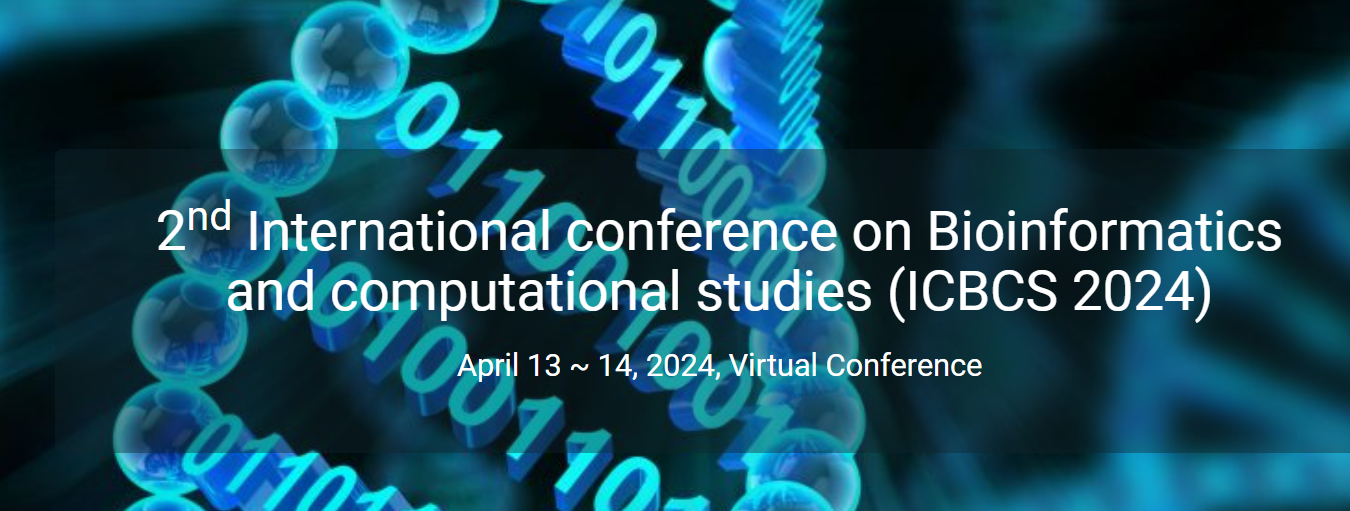 2nd International conference on Bioinformatics
and computational studies (ICBCS 2024)
April 13 ~ 14, 2024, Virtual Conference